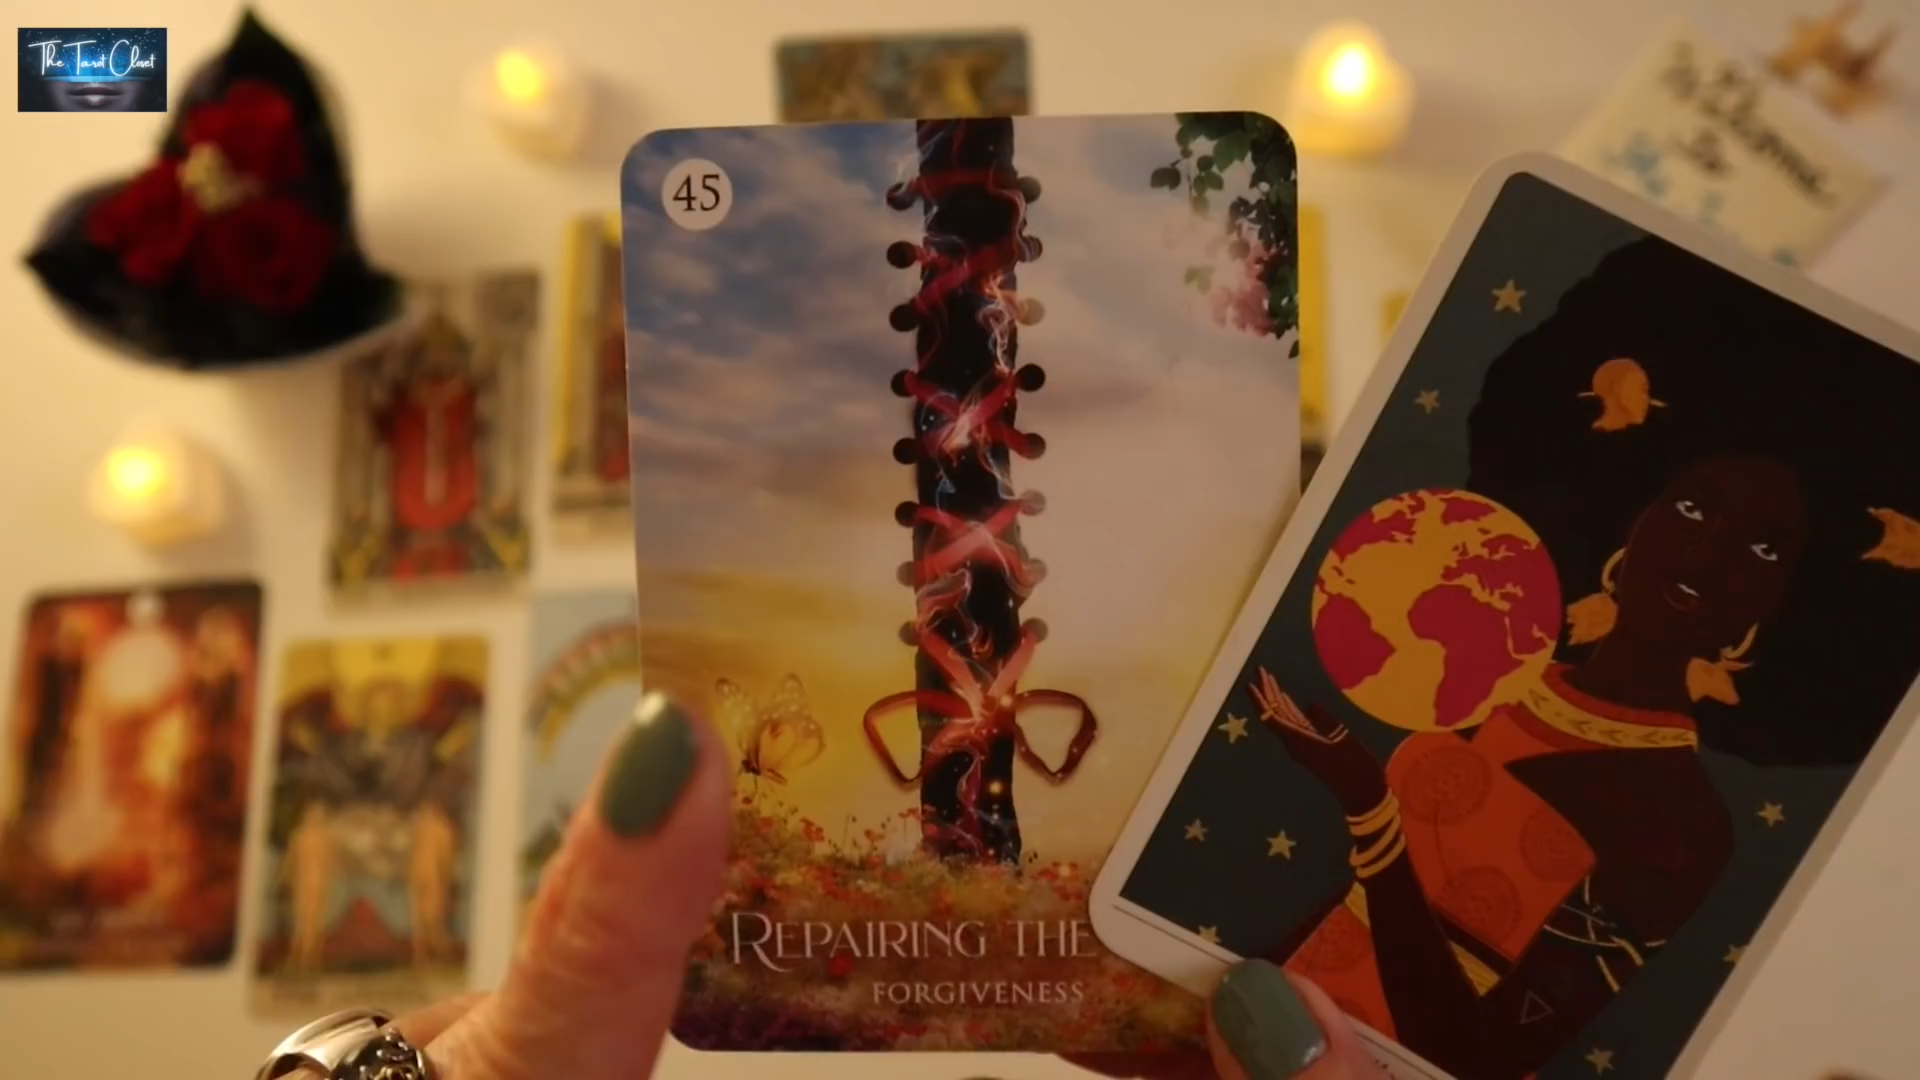 The Tarot Closet
45
REPAIRING THE
FORGIVENESS